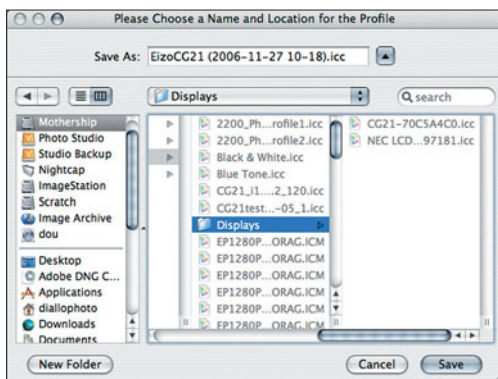 Please Choose a Name and Location for the Profile
Save As: EizoCG21 (2006-11-27 10-18).icc
Displays
search
Mothership
Photo Studio
Studio Backup
Nightcap
ImageStation
Scratch
Image Archive
dou
Desktop
Adobe DNG C...
Applications
diallophoto
Downloads
Documents
2200_Ph...rofile1.icc
2200_Ph...rofile2.icc
Black & White.icc
Blue Tone.icc
CG21_i1....2_120.icc
CG21test...-05_1.icc
Displays
EP1280P...ORAG.ICM
EP1280P...ORAG.ICM
EP1280P...ORAG.ICM
EP1280P...ORAG.ICM
EP1280P...ORAG.ICM
CG21-70C5A4C0.icc
NEC LCD...97181.icc
New Folder
Cancel
Save